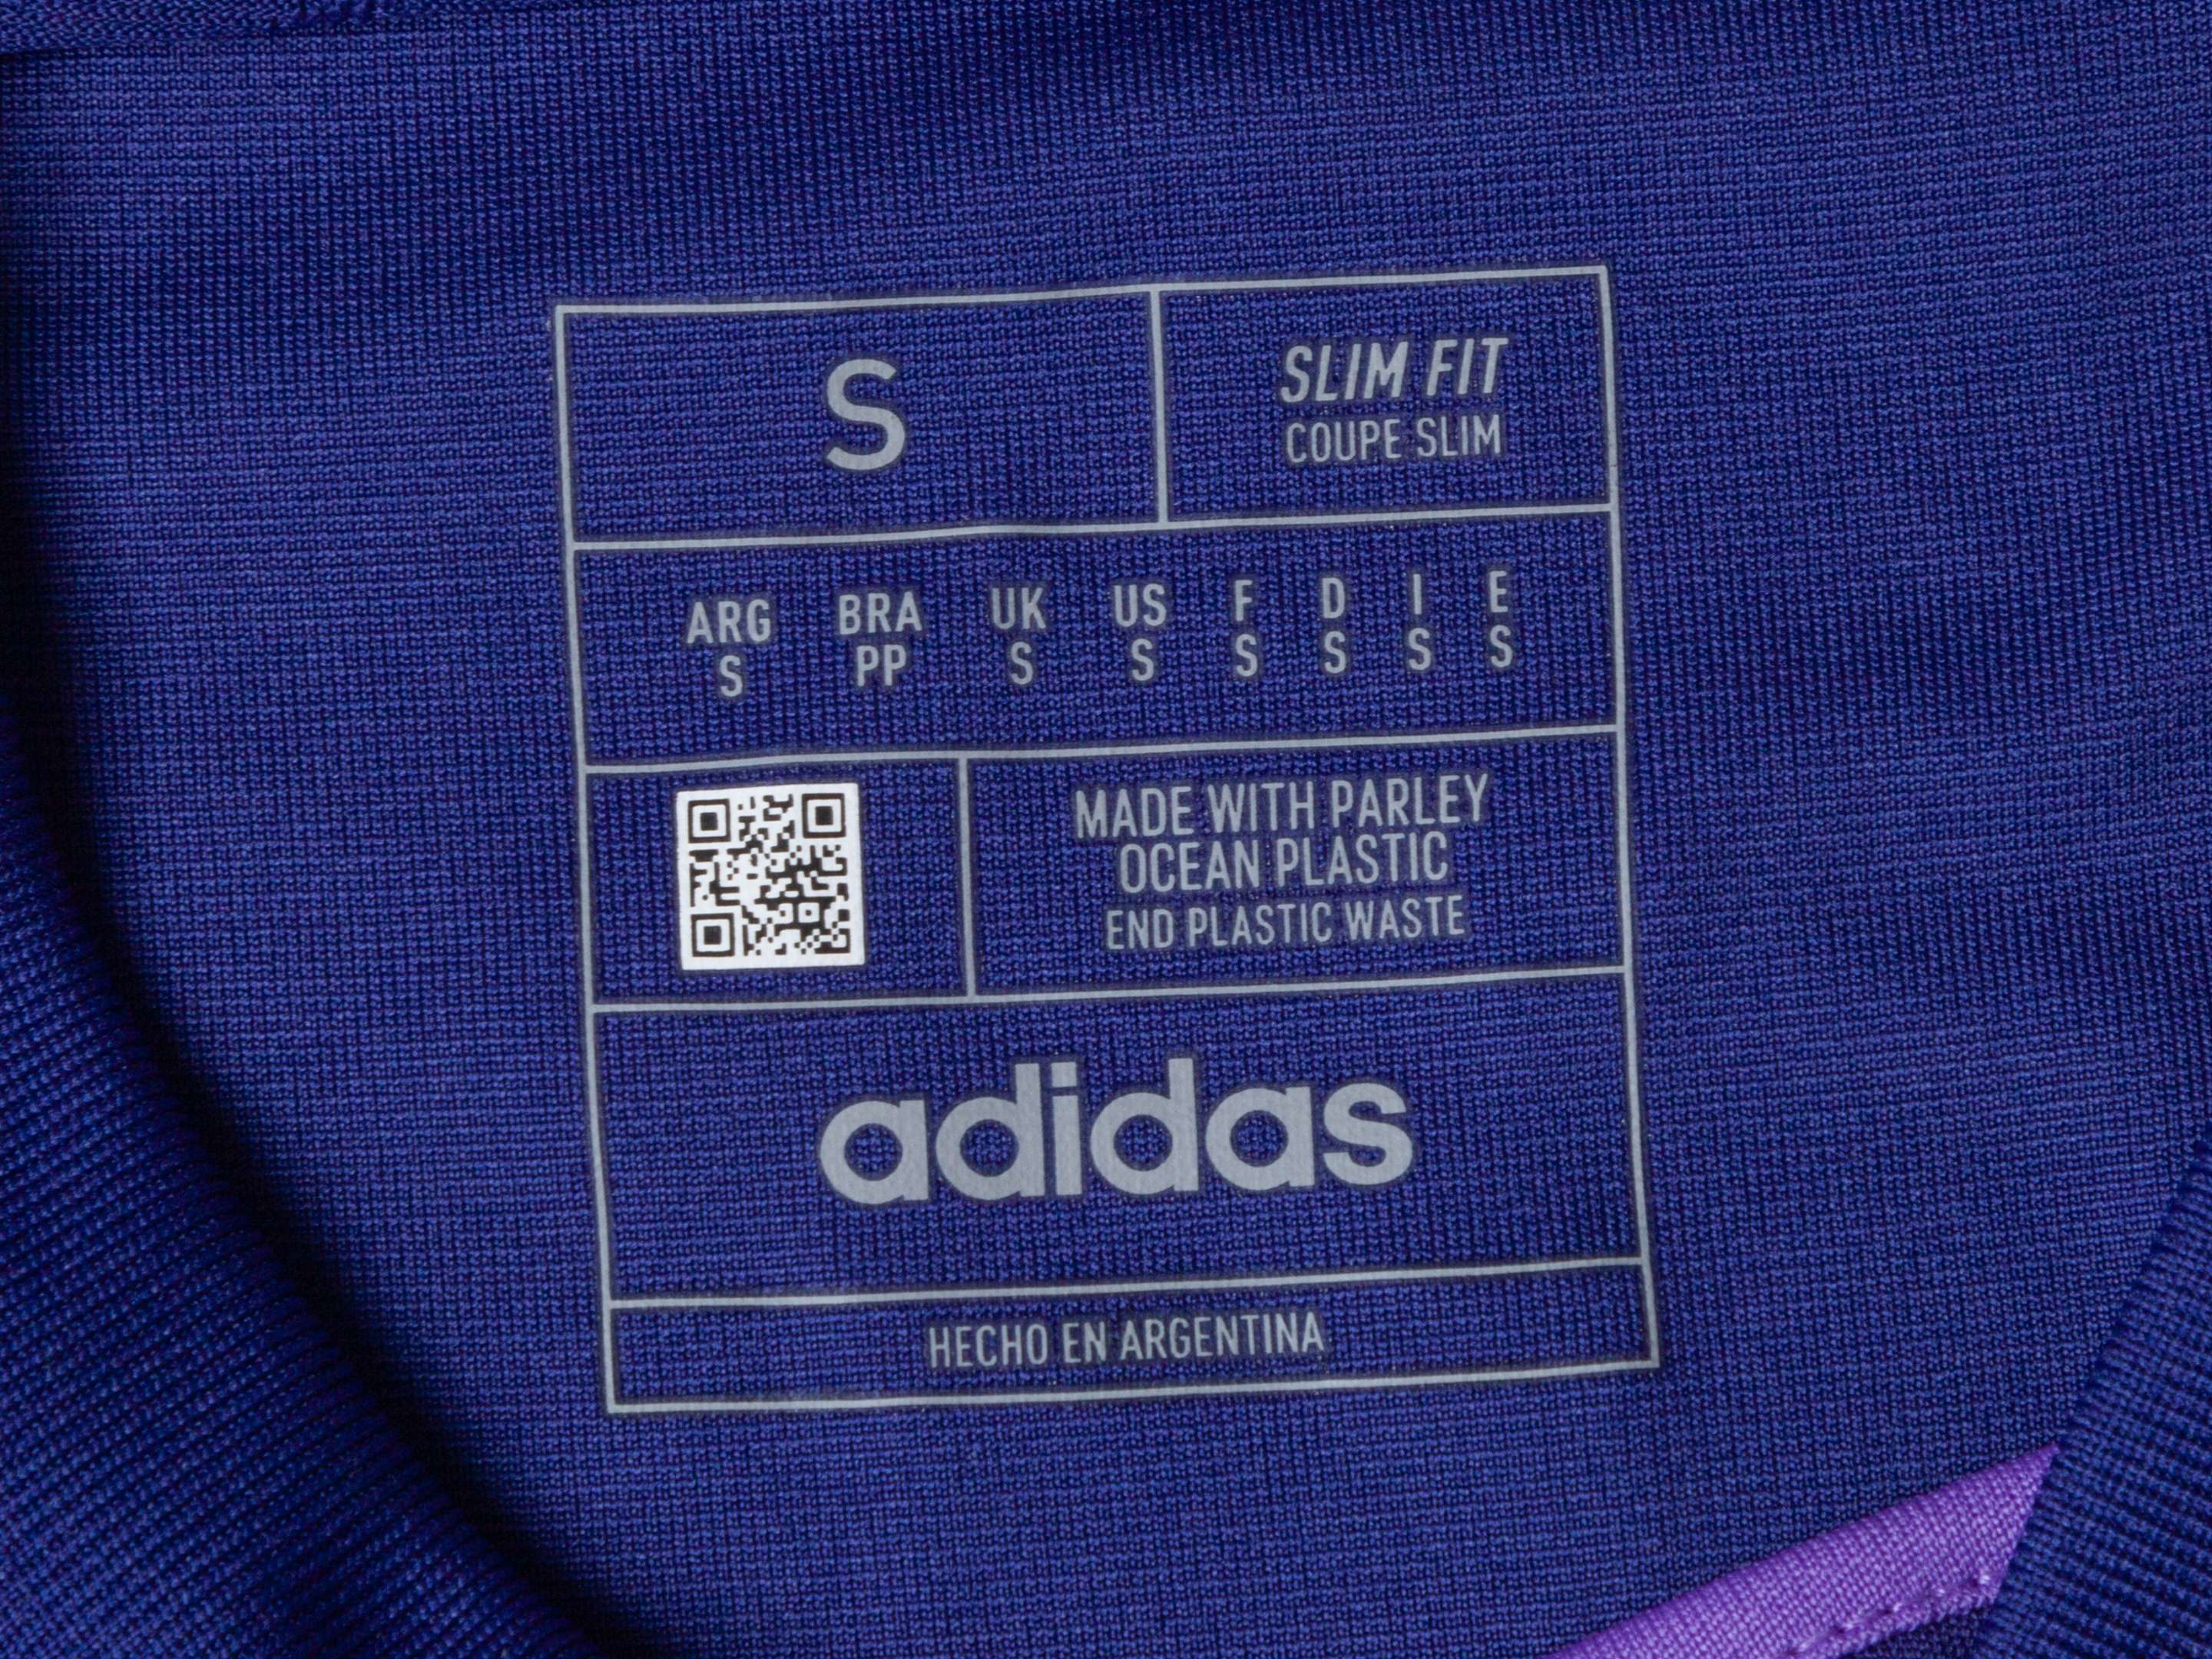 S
SLIM FIT
COUPE SLIM
ARG BRA UK US F D I E
S PP S S S S S S
MADE WITH PARLEY
OCEAN PLASTIC
END PLASTIC WASTE
adidas
HECHO EN ARGENTINA